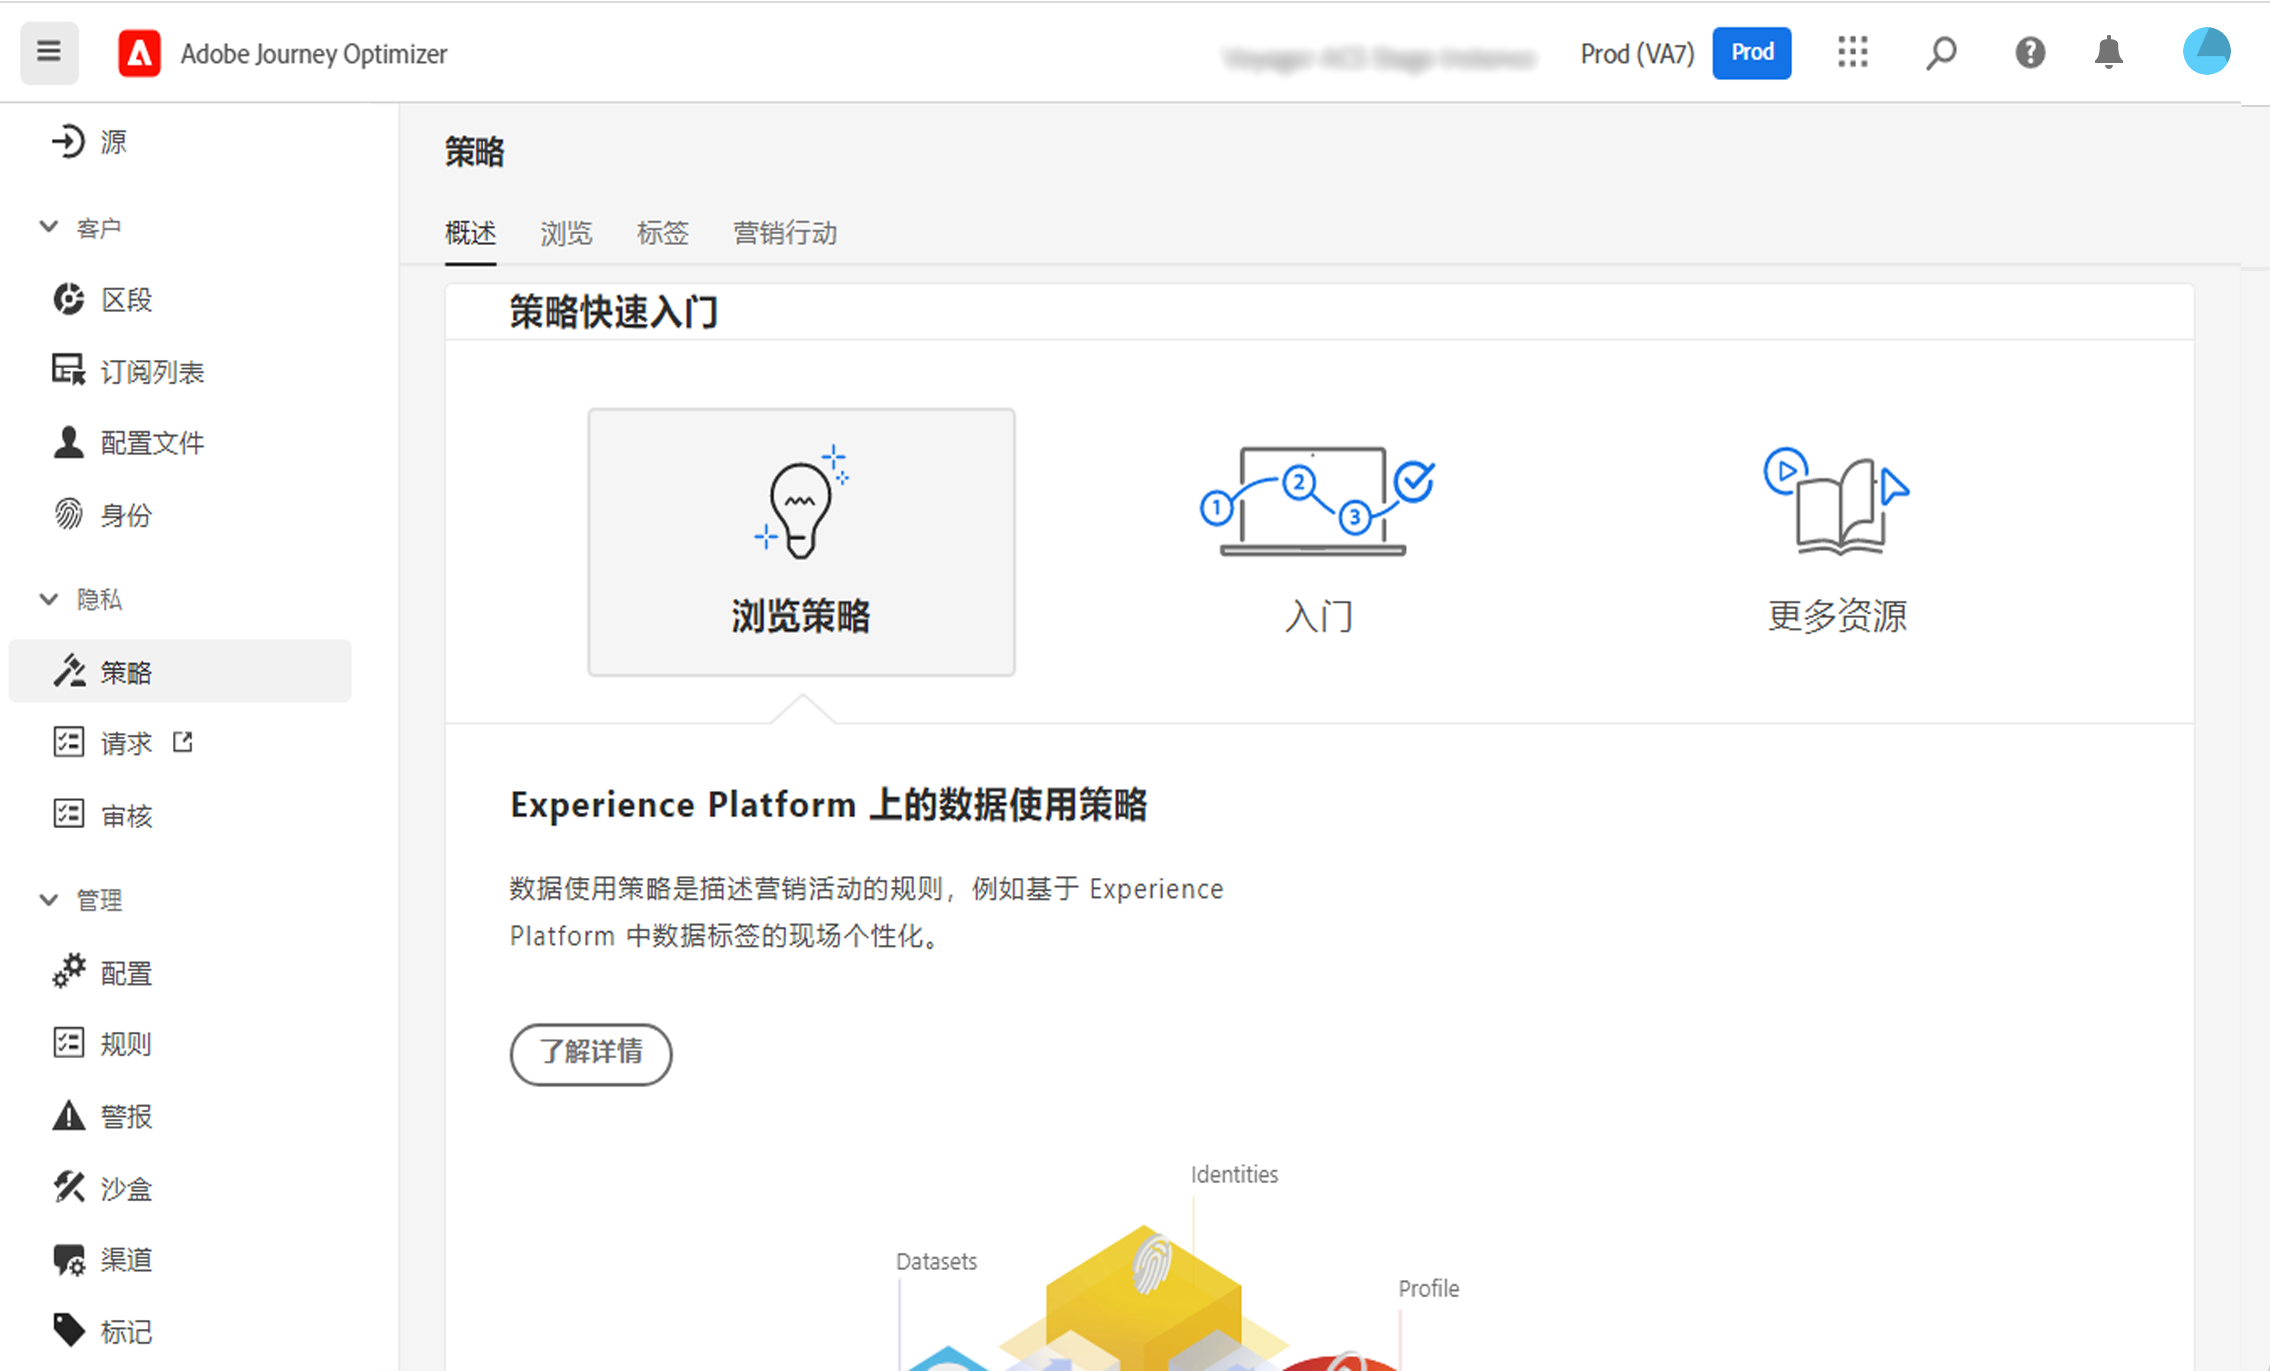 Adobe Journey Optimizer
Prod (VA7)
Prod
源
客户
区段
订阅列表
配置文件
身份
隐私
策略
请求
审核
管理
配置
规则
警报
沙盒
渠道
标记
策略
概述 浏览 标签 营销行动
策略快速入门
浏览策略
1
2
3
入门
更多资源
Experience Platform 上的数据使用策略
数据使用策略是描述营销活动的规则，例如基于 Experience
Platform 中数据标签的现场个性化。
了解详情
Identities
Datasets
Profile